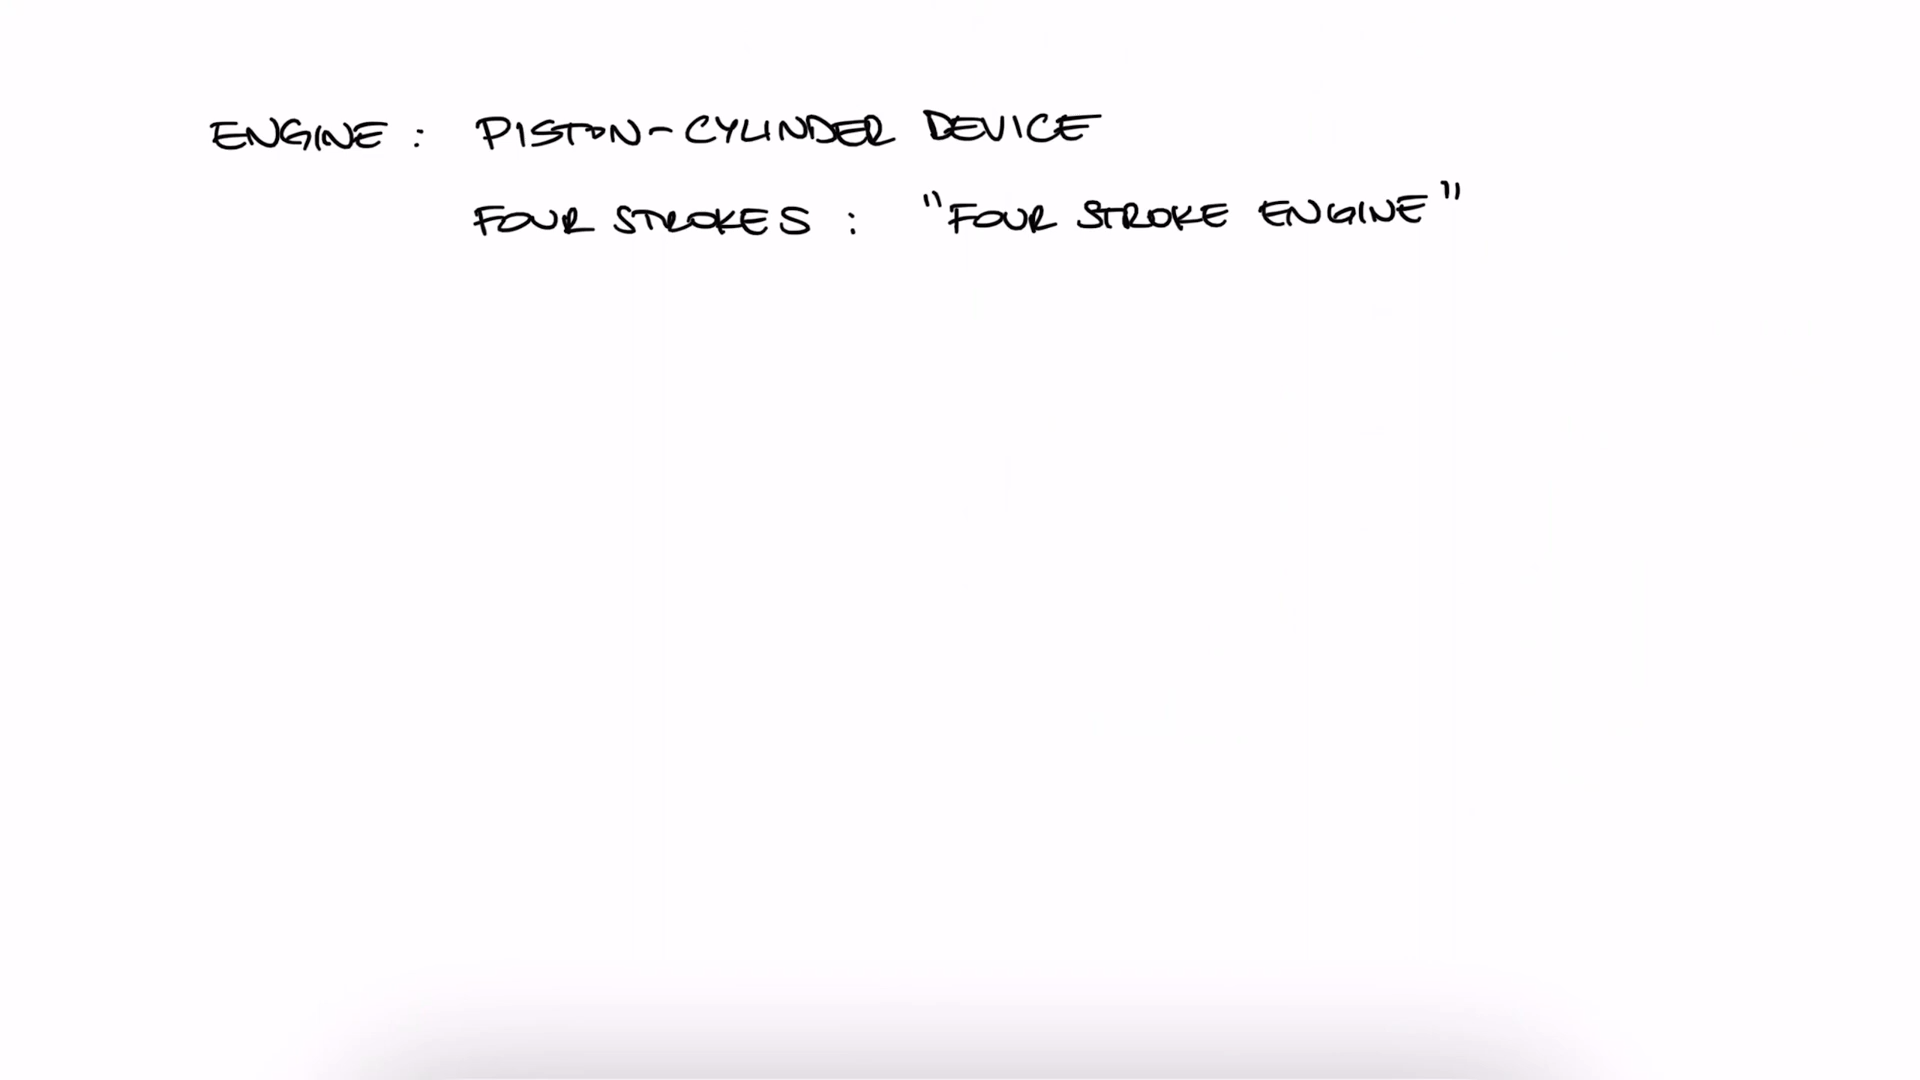 ENGINE : PISTON-CYLINDER DEVICE
FOUR STROKES : "FOUR STROKE ENGINE"